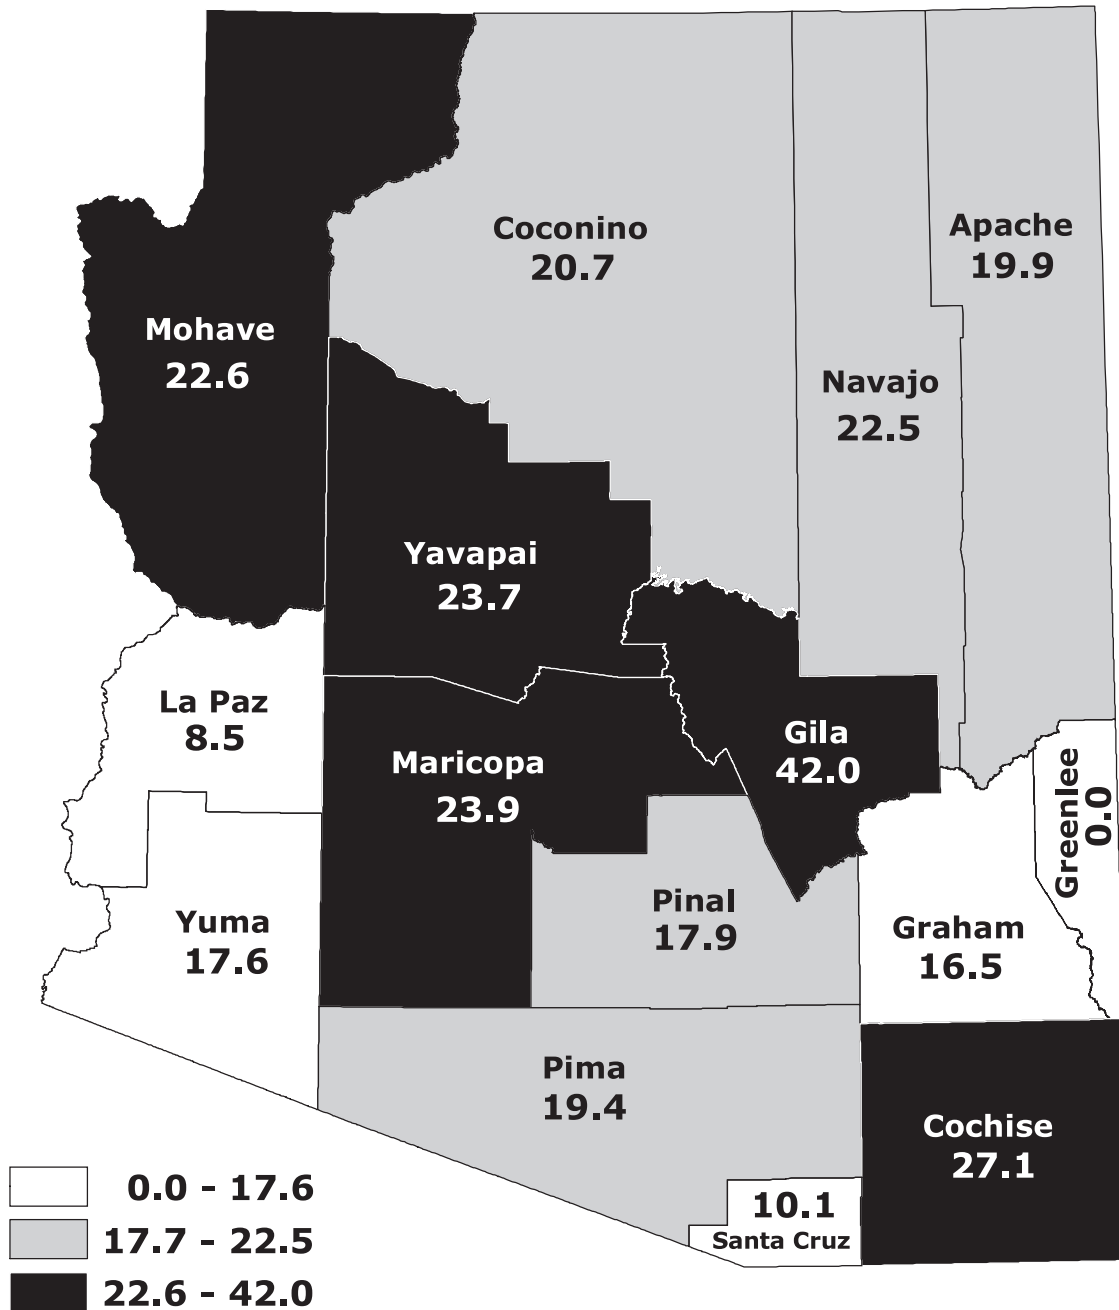 Coconino
20.7
Apache
19.9
Mohave
22.6
Navajo
22.5
Yavapai
23.7
La Paz
8.5
Gila
42.0
Maricopa
23.9
Greenlee
0.0
Yuma
17.6
Pinal
17.9
Graham
16.5
Pima
19.4
Cochise
27.1
10.1
Santa Cruz
0.0 - 17.6
17.7 - 22.5
22.6 - 42.0